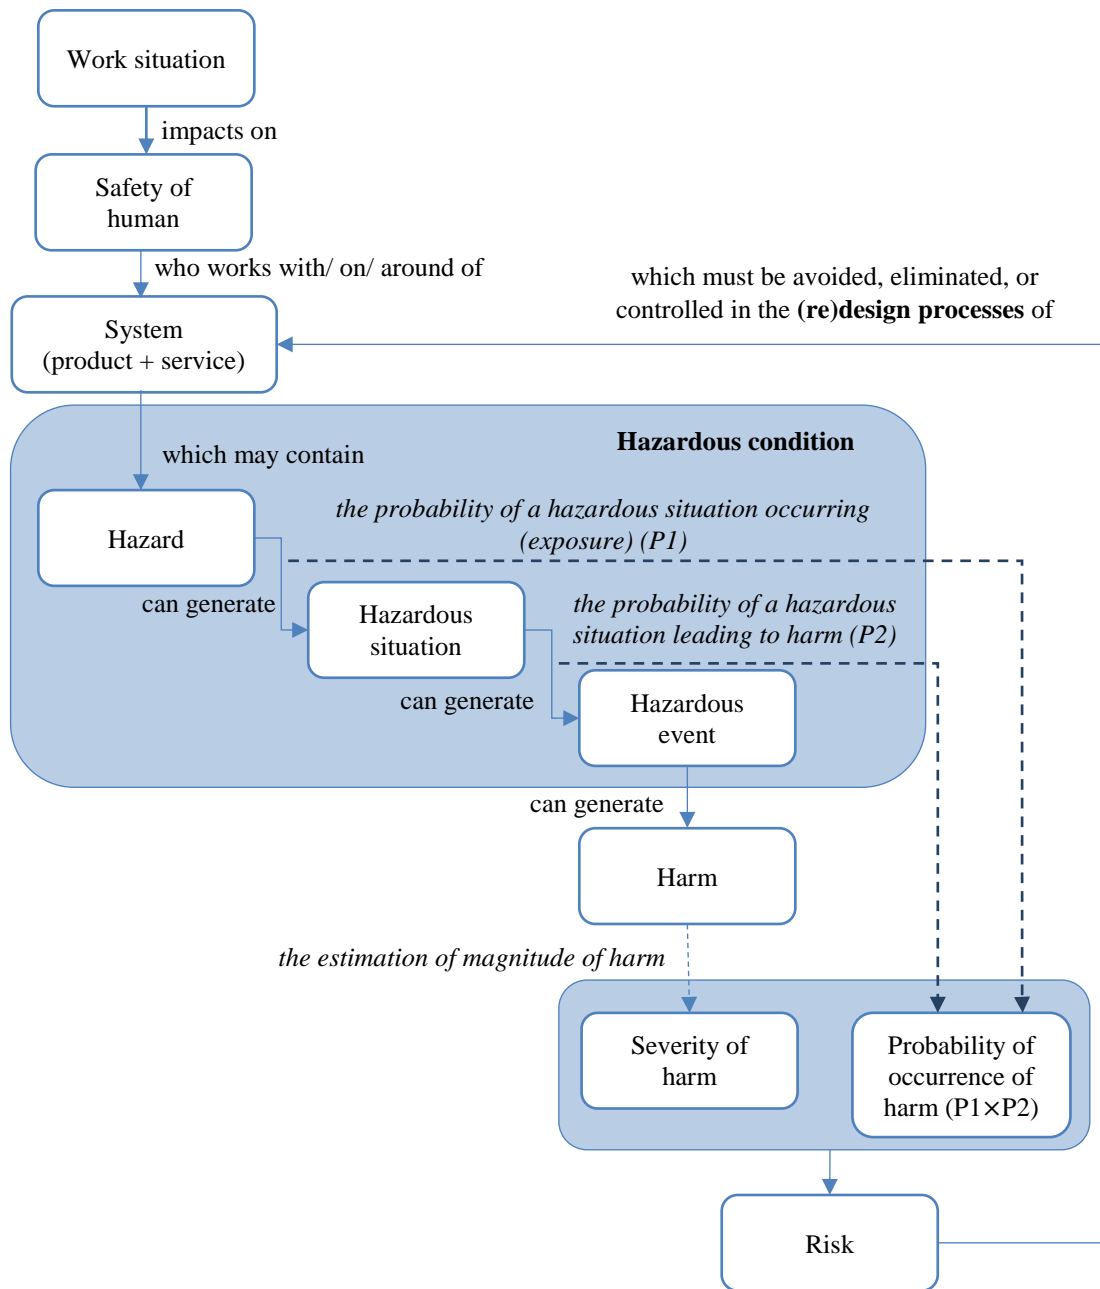 Work situation
impacts on
Safety of
human
who works with/ on/ around of
which must be avoided, eliminated, or
controlled in the (re)design processes of
System
(product + service)
Hazardous condition
which may contain
the probability of a hazardous situation occurring
(exposure) (P1)
Hazard
can generate
the probability of a hazardous
situation leading to harm (P2)
Hazardous
situation
can generate
Hazardous
event
can generate
Harm
the estimation of magnitude of harm
Severity of
harm
Probability of
occurrence of
harm (P1×P2)
Risk